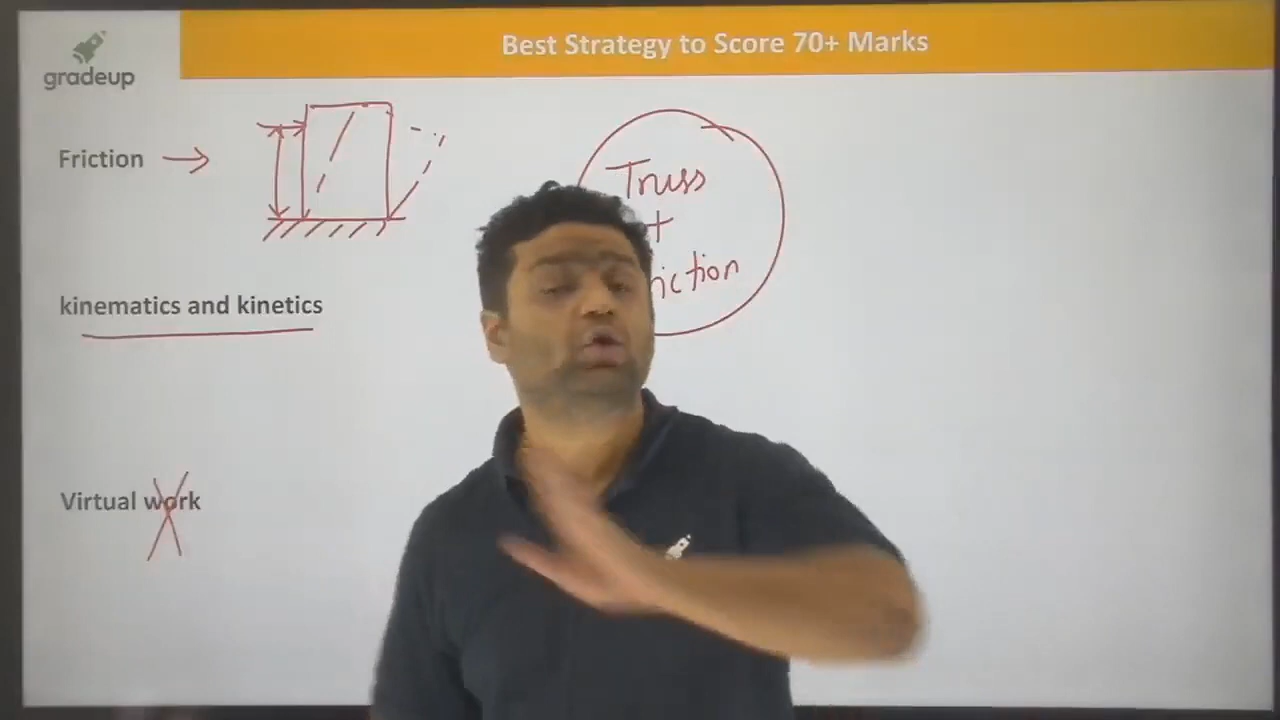 Best Strategy to Score 70+ Marks
gradeup
Friction
Truss
+
kinematics and kinetics
Virtual work